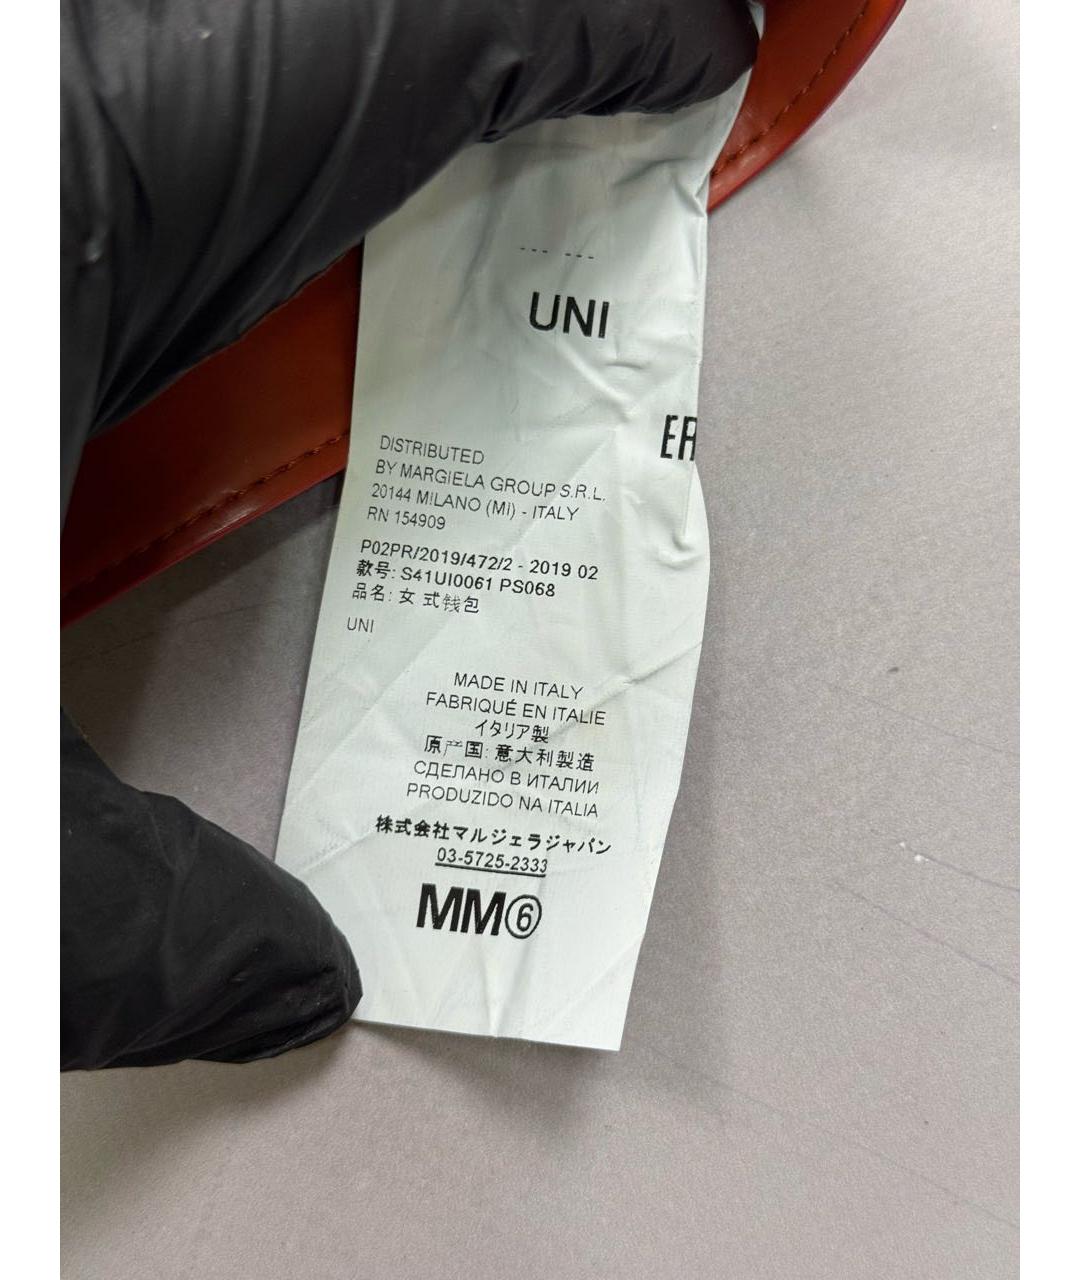 --- ---
UNI
DISTRIBUTED
BY MARGIELA GROUP S.R.L.
20144 MILANO (MI) - ITALY
RN 154909
P02PR/2019/472/2 - 2019 02
款号: S41UI0061 PS068
品名: 女 式钱包
UNI
MADE IN ITALY
FABRIQUÉ EN ITALIE
イタリア製
原产国: 意大利製造
СДЕЛАНО В ИТАЛИИ
PRODUZIDO NA ITALIA
株式会社マルジェラジャパン
03-5725-2333
MM⑥